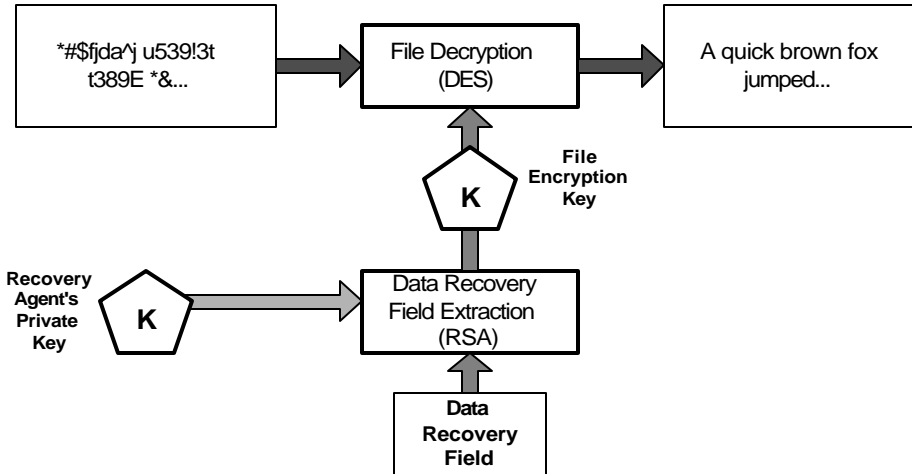 *#$fjda^j u539!3t
t389E *&...
File Decryption
(DES)
A quick brown fox
jumped...
K
File
Encryption
Key
Recovery
Agent's
Private
Key
K
Data Recovery
Field Extraction
(RSA)
Data
Recovery
Field